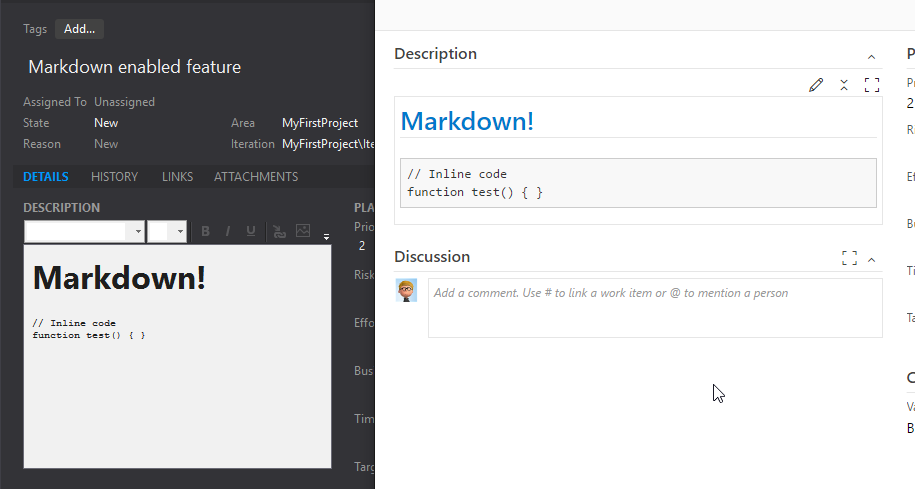 Tags Add...
Markdown enabled feature
Assigned To Unassigned
State New Area MyFirstProject
Reason New Iteration MyFirstProject\Ite
DETAILS HISTORY LINKS ATTACHMENTS
DESCRIPTION
B I U
Markdown!
// Inline code
function test() { }
PLA
Prio
2
Risk
Effo
Bus
Tim
Targ
Description
Markdown!
// Inline code
function test() { }
Discussion
Add a comment. Use # to link a work item or @ to mention a person
P
2
Ef
Ti
Ta
B